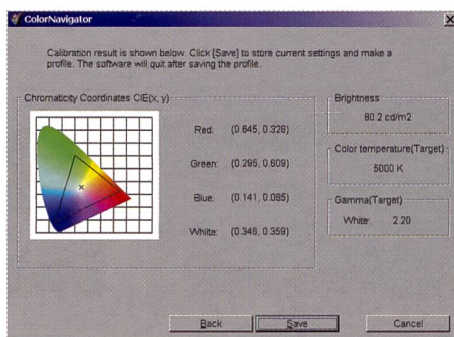 ColorNavigator
Calibration result is shown below. Click [Save] to store current settings and make a
profile. The software will quit after saving the profile.
Chromaticity Coordinates CIE(x, y)
Red: (0.645, 0.329)
Green: (0.295, 0.609)
Blue: (0.141, 0.065)
White: (0.346, 0.359)
Brightness
80.2 cd/m2
Color temperature(Target)
5000 K
Gamma(Target)
White: 2.20
Back
Save
Cancel